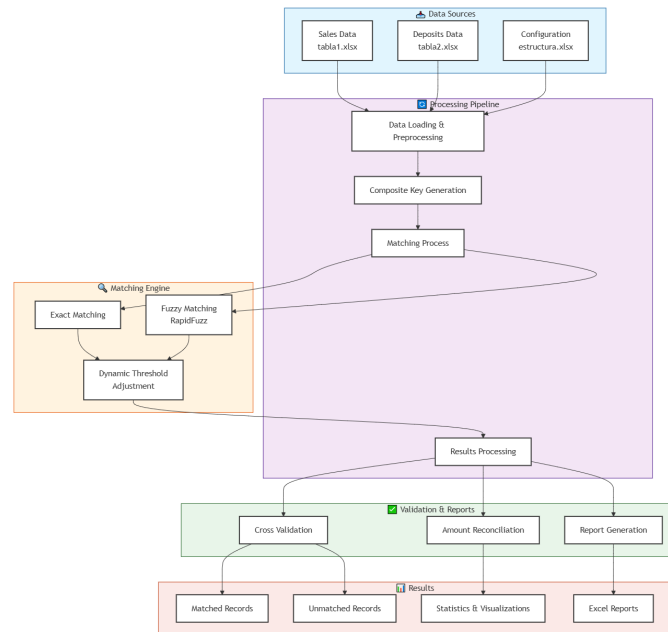 Data Sources
Sales Data
tabla1.xlsx
Deposits Data
tabla2.xlsx
Configuration
estructura.xlsx
Processing Pipeline
Data Loading &
Preprocessing
Composite Key Generation
Matching Process
Matching Engine
Exact Matching
Fuzzy Matching
RapidFuzz
Dynamic Threshold
Adjustment
Results Processing
Validation & Reports
Cross Validation
Amount Reconciliation
Report Generation
Results
Matched Records
Unmatched Records
Statistics & Visualizations
Excel Reports